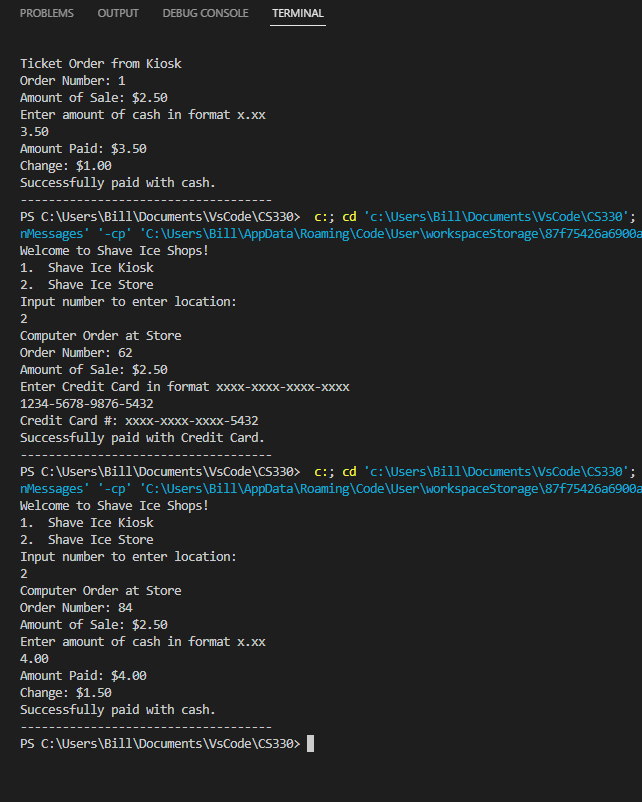 PROBLEMS OUTPUT DEBUG CONSOLE TERMINAL
Ticket Order from Kiosk
Order Number: 1
Amount of Sale: $2.50
Enter amount of cash in format x.xx
3.50
Amount Paid: $3.50
Change: $1.00
Successfully paid with cash.
------------------------------------
PS C:\Users\Bill\Documents\VsCode\CS330>  c:; cd 'c:\Users\Bill\Documents\VsCode\CS330';
nMessages' '-cp' 'C:\Users\Bill\AppData\Roaming\Code\User\workspaceStorage\87f75426a6900a
Welcome to Shave Ice Shops!
1.  Shave Ice Kiosk
2.  Shave Ice Store
Input number to enter location:
2
Computer Order at Store
Order Number: 62
Amount of Sale: $2.50
Enter Credit Card in format xxxx-xxxx-xxxx-xxxx
1234-5678-9876-5432
Credit Card #: xxxx-xxxx-xxxx-5432
Successfully paid with Credit Card.
------------------------------------
PS C:\Users\Bill\Documents\VsCode\CS330>  c:; cd 'c:\Users\Bill\Documents\VsCode\CS330';
nMessages' '-cp' 'C:\Users\Bill\AppData\Roaming\Code\User\workspaceStorage\87f75426a6900a
Welcome to Shave Ice Shops!
1.  Shave Ice Kiosk
2.  Shave Ice Store
Input number to enter location:
2
Computer Order at Store
Order Number: 84
Amount of Sale: $2.50
Enter amount of cash in format x.xx
4.00
Amount Paid: $4.00
Change: $1.50
Successfully paid with cash.
------------------------------------
PS C:\Users\Bill\Documents\VsCode\CS330>